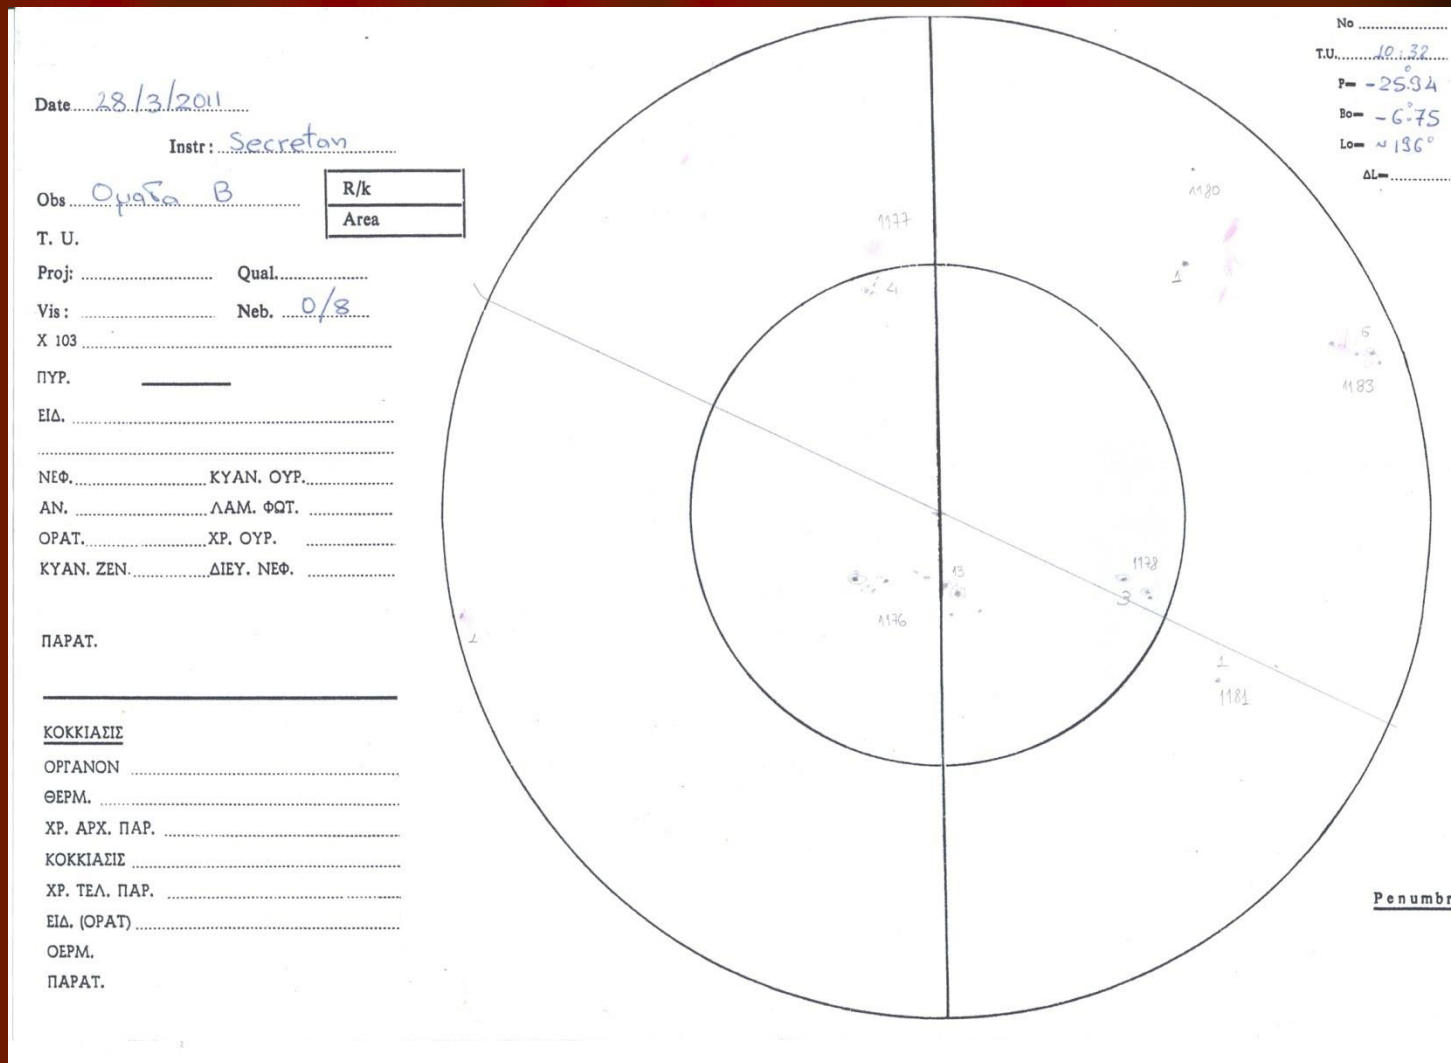 No ....................
T.U. 10:32
P= -25.94°
Bo= -6.75°
Lo= ~ 196°
ΔL= ....................
Date 28/3/2011
Instr: Secretan
Obs Ομαδα B
R/k
Area
T. U.
Proj: .................... Qual. ....................
Vis: .................... Neb. 0/8
X 103 ....................
ΠΥΡ.
ΕΙΔ. ....................
ΝΕΦ. .................... ΚΥΑΝ. ΟΥΡ. ....................
ΑΝ. .................... ΛΑΜ. ΦΩΤ. ....................
ΟΡΑΤ. .................... ΧΡ. ΟΥΡ. ....................
ΚΥΑΝ. ΖΕΝ. .................... ΔΙΕΥ. ΝΕΦ. ....................
ΠΑΡΑΤ.
ΚΟΚΚΙΑΣΙΣ
ΟΡΓΑΝΟΝ ....................
ΘΕΡΜ. ....................
ΧΡ. ΑΡΧ. ΠΑΡ. ....................
ΚΟΚΚΙΑΣΙΣ ....................
ΧΡ. ΤΕΛ. ΠΑΡ. ....................
ΕΙΔ. (ΟΡΑΤ) ....................
ΟΕΡΜ.
ΠΑΡΑΤ.
1180
1177
1
4
6
1183
13
1178
3
1176
1
1
1181
Penumbr